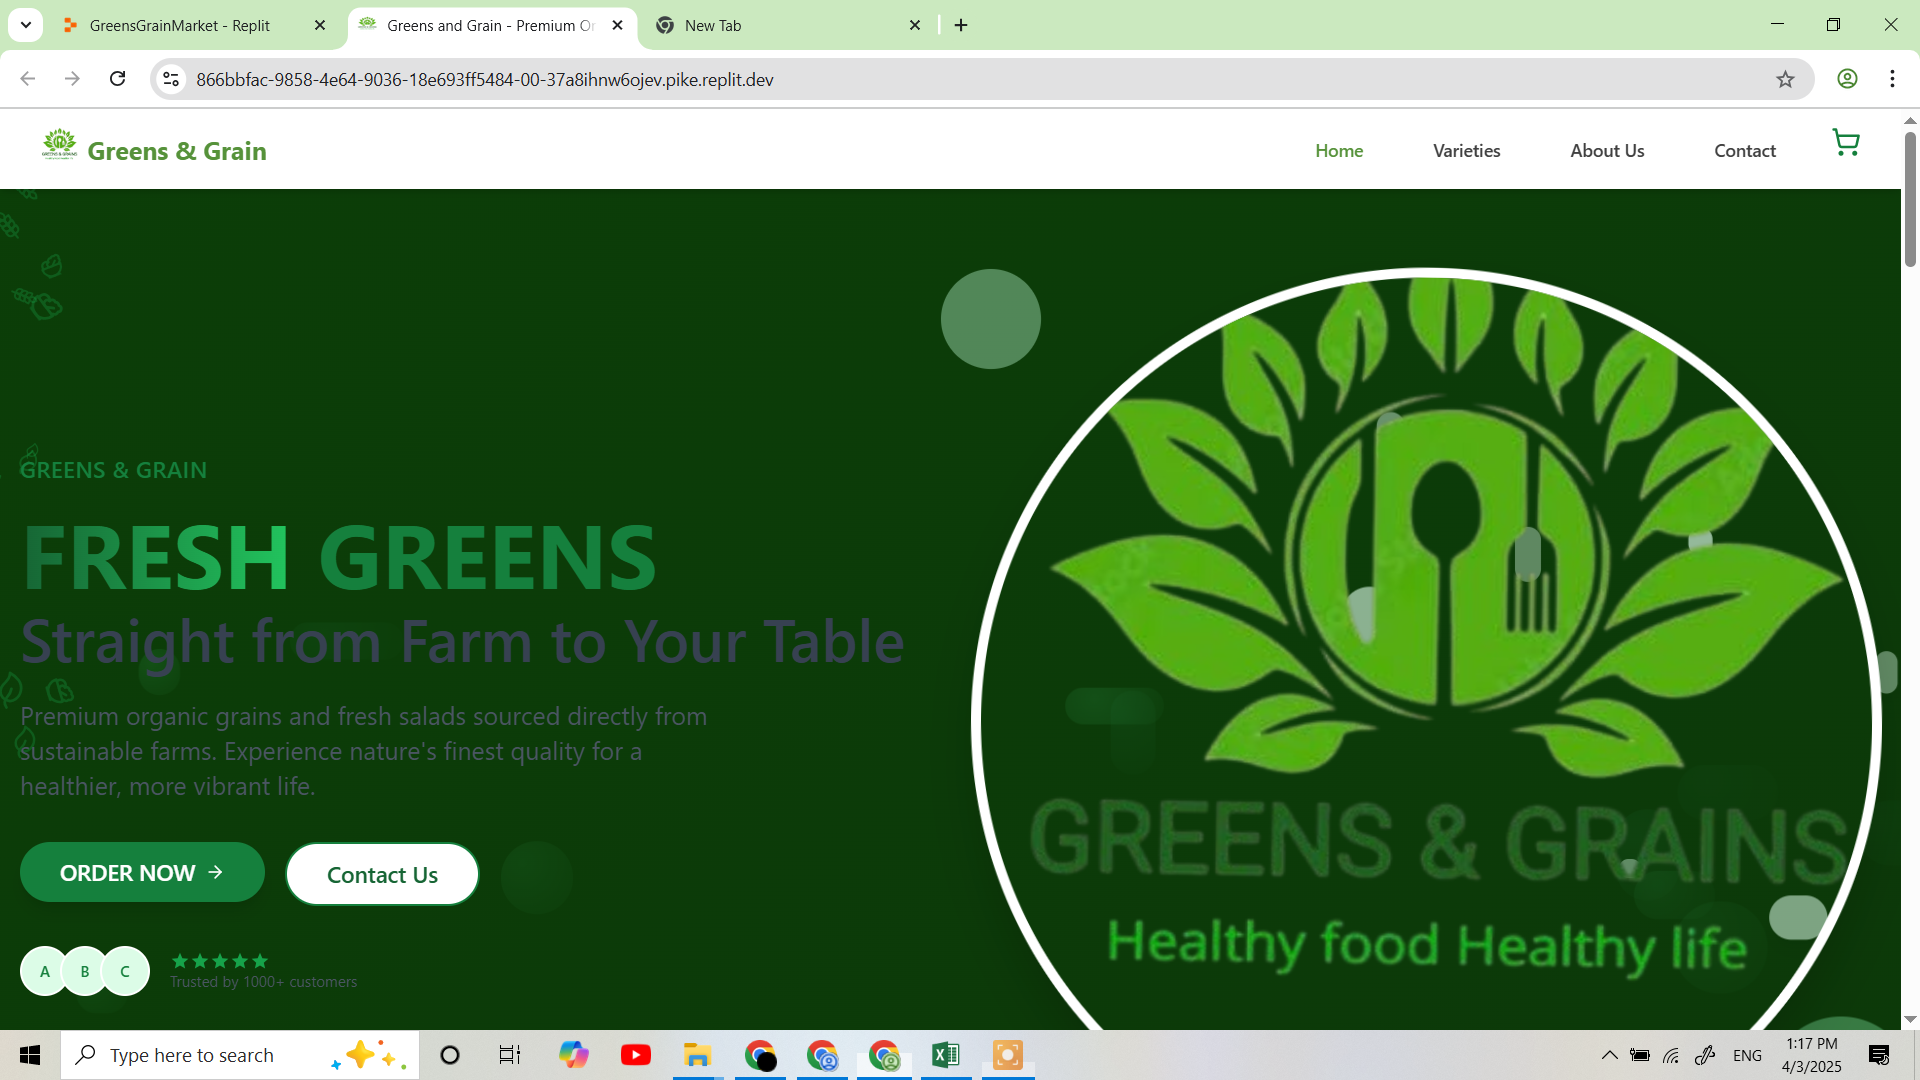 GreensGrainMarket - Replit
Greens and Grain - Premium Or
New Tab
866bbfac-9858-4e64-9036-18e693ff5484-00-37a8ihnw6ojev.pike.replit.dev
Greens & Grain
Home
Varieties
About Us
Contact
GREENS & GRAIN
FRESH GREENS
Straight from Farm to Your Table
Premium organic grains and fresh salads sourced directly from
sustainable farms. Experience nature's finest quality for a
healthier, more vibrant life.
ORDER NOW →
Contact Us
A B C
Trusted by 1000+ customers
GREENS & GRAINS
Healthy food Healthy life
Type here to search
ENG
1:17 PM
4/3/2025